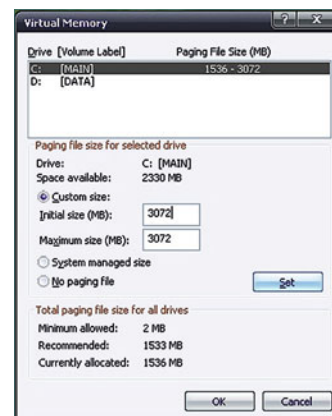 Virtual Memory
Drive [Volume Label] Paging File Size (MB)
C: [MAIN] 1536 - 3072
D: [DATA]
Paging file size for selected drive
Drive: C: [MAIN]
Space available: 2330 MB
Custom size:
Initial size (MB): 3072
Maximum size (MB): 3072
System managed size
No paging file
Set
Total paging file size for all drives
Minimum allowed: 2 MB
Recommended: 1533 MB
Currently allocated: 1536 MB
OK Cancel